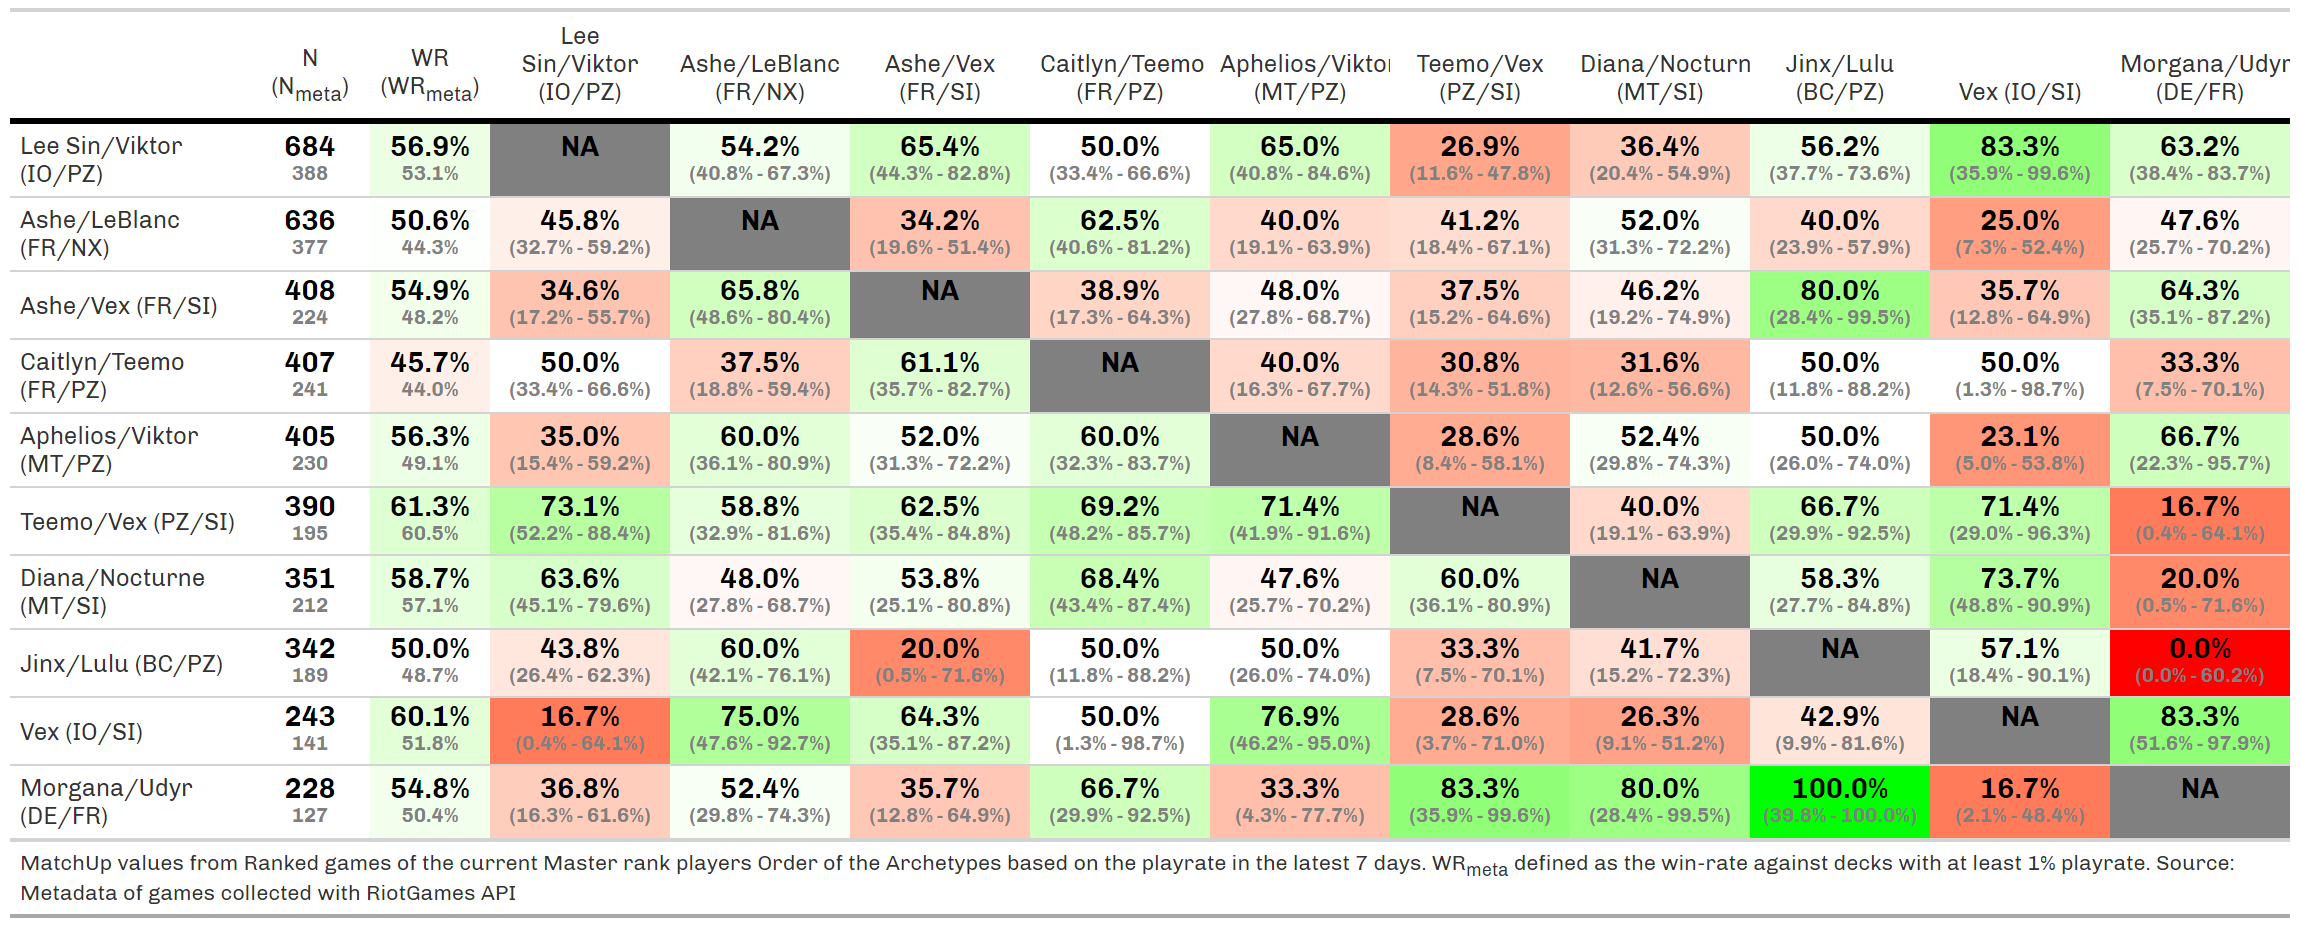 N (Nmeta) WR (WRmeta) Lee Sin/Viktor (IO/PZ) Ashe/LeBlanc (FR/NX) Ashe/Vex (FR/SI) Caitlyn/Teemo (FR/PZ) Aphelios/Viktor (MT/PZ) Teemo/Vex (PZ/SI) Diana/Nocturn (MT/SI) Jinx/Lulu (BC/PZ) Vex (IO/SI) Morgana/Udyr (DE/FR)
Lee Sin/Viktor 684 56.9% NA 54.2% 65.4% 50.0% 65.0% 26.9% 36.4% 56.2% 83.3% 63.2%
(IO/PZ) 388 53.1% (40.8% - 67.3%) (44.3% - 82.8%) (33.4% - 66.6%) (40.8% - 84.6%) (11.6% - 47.8%) (20.4% - 54.9%) (37.7% - 73.6%) (35.9% - 99.6%) (38.4% - 83.7%)
Ashe/LeBlanc 636 50.6% 45.8% NA 34.2% 62.5% 40.0% 41.2% 52.0% 40.0% 25.0% 47.6%
(FR/NX) 377 44.3% (32.7% - 59.2%) (19.6% - 51.4%) (40.6% - 81.2%) (19.1% - 63.9%) (18.4% - 67.1%) (31.3% - 72.2%) (23.9% - 57.9%) (7.3% - 52.4%) (25.7% - 70.2%)
Ashe/Vex (FR/SI) 408 54.9% 34.6% 65.8% NA 38.9% 48.0% 37.5% 46.2% 80.0% 35.7% 64.3%
224 48.2% (17.2% - 55.7%) (48.6% - 80.4%) (17.3% - 64.3%) (27.8% - 68.7%) (15.2% - 64.6%) (19.2% - 74.9%) (28.4% - 99.5%) (12.8% - 64.9%) (35.1% - 87.2%)
Caitlyn/Teemo 407 45.7% 50.0% 37.5% 61.1% NA 40.0% 30.8% 31.6% 50.0% 50.0% 33.3%
(FR/PZ) 241 44.0% (33.4% - 66.6%) (18.8% - 59.4%) (35.7% - 82.7%) (16.3% - 67.7%) (14.3% - 51.8%) (12.6% - 56.6%) (11.8% - 88.2%) (1.3% - 98.7%) (7.5% - 70.1%)
Aphelios/Viktor 405 56.3% 35.0% 60.0% 52.0% 60.0% NA 28.6% 52.4% 50.0% 23.1% 66.7%
(MT/PZ) 230 49.1% (15.4% - 59.2%) (36.1% - 80.9%) (31.3% - 72.2%) (32.3% - 83.7%) (8.4% - 58.1%) (29.8% - 74.3%) (26.0% - 74.0%) (5.0% - 53.8%) (22.3% - 95.7%)
Teemo/Vex (PZ/SI) 390 61.3% 73.1% 58.8% 62.5% 69.2% 71.4% NA 40.0% 66.7% 71.4% 16.7%
195 60.5% (52.2% - 88.4%) (32.9% - 81.6%) (35.4% - 84.8%) (48.2% - 85.7%) (41.9% - 91.6%) (19.1% - 63.9%) (29.9% - 92.5%) (29.0% - 96.3%) (0.4% - 64.1%)
Diana/Nocturne 351 58.7% 63.6% 48.0% 53.8% 68.4% 47.6% 60.0% NA 58.3% 73.7% 20.0%
(MT/SI) 212 57.1% (45.1% - 79.6%) (27.8% - 68.7%) (25.1% - 80.8%) (43.4% - 87.4%) (25.7% - 70.2%) (36.1% - 80.9%) (27.7% - 84.8%) (48.8% - 90.9%) (0.5% - 71.6%)
Jinx/Lulu (BC/PZ) 342 50.0% 43.8% 60.0% 20.0% 50.0% 50.0% 33.3% 41.7% NA 57.1% 0.0%
189 48.7% (26.4% - 62.3%) (42.1% - 76.1%) (0.5% - 71.6%) (11.8% - 88.2%) (26.0% - 74.0%) (7.5% - 70.1%) (15.2% - 72.3%) (18.4% - 90.1%) (0.0% - 60.2%)
Vex (IO/SI) 243 60.1% 16.7% 75.0% 64.3% 50.0% 76.9% 28.6% 26.3% 42.9% NA 83.3%
141 51.8% (0.4% - 64.1%) (47.6% - 92.7%) (35.1% - 87.2%) (1.3% - 98.7%) (46.2% - 95.0%) (3.7% - 71.0%) (9.1% - 51.2%) (9.9% - 81.6%) (51.6% - 97.9%)
Morgana/Udyr 228 54.8% 36.8% 52.4% 35.7% 66.7% 33.3% 83.3% 80.0% 100.0% 16.7% NA
(DE/FR) 127 50.4% (16.3% - 61.6%) (29.8% - 74.3%) (12.8% - 64.9%) (29.9% - 92.5%) (4.3% - 77.7%) (35.9% - 99.6%) (28.4% - 99.5%) (39.8% - 100.0%) (2.1% - 48.4%)
MatchUp values from Ranked games of the current Master rank players Order of the Archetypes based on the playrate in the latest 7 days. WRmeta defined as the win-rate against decks with at least 1% playrate. Source:
Metadata of games collected with RiotGames API